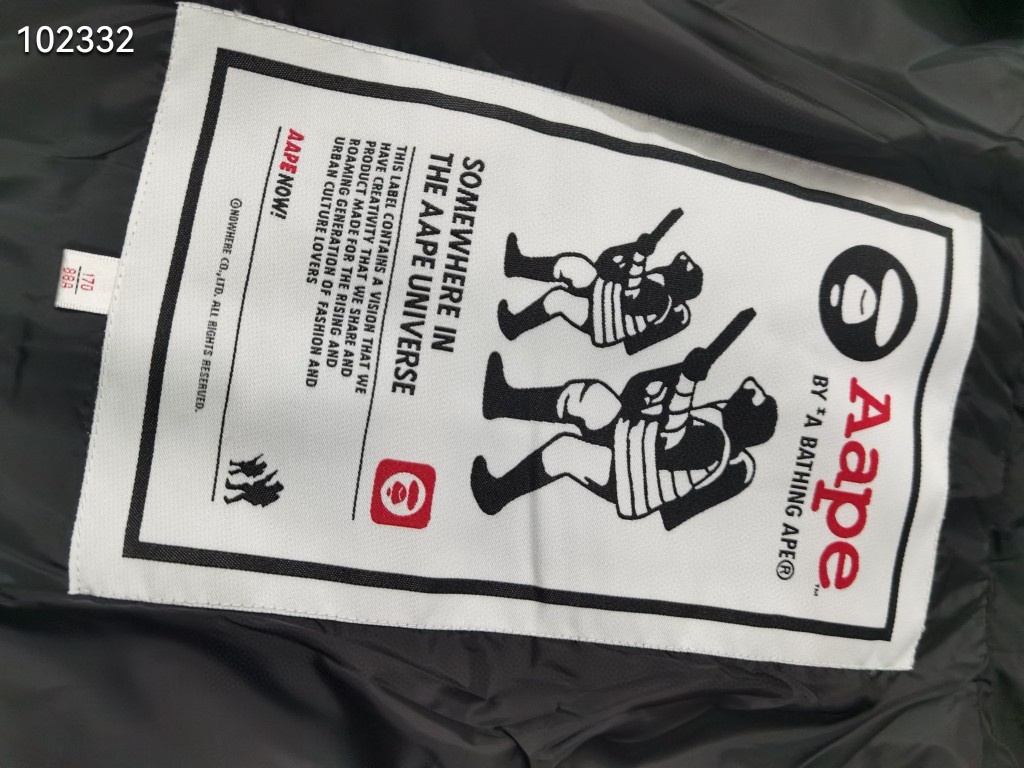 102332
Aape™
BY *A BATHING APE®
SOMEWHERE IN
THE AAPE UNIVERSE
THIS LABEL CONTAINS A VISION THAT WE
HAVE CREATIVITY THAT WE SHARE AND
PRODUCT MADE FOR THE RISING AND
ROAMING GENERATION OF FASHION AND
URBAN CULTURE LOVERS
AAPE NOW!
©NOWHERE CO., LTD. ALL RIGHTS RESERVED.
170
88A